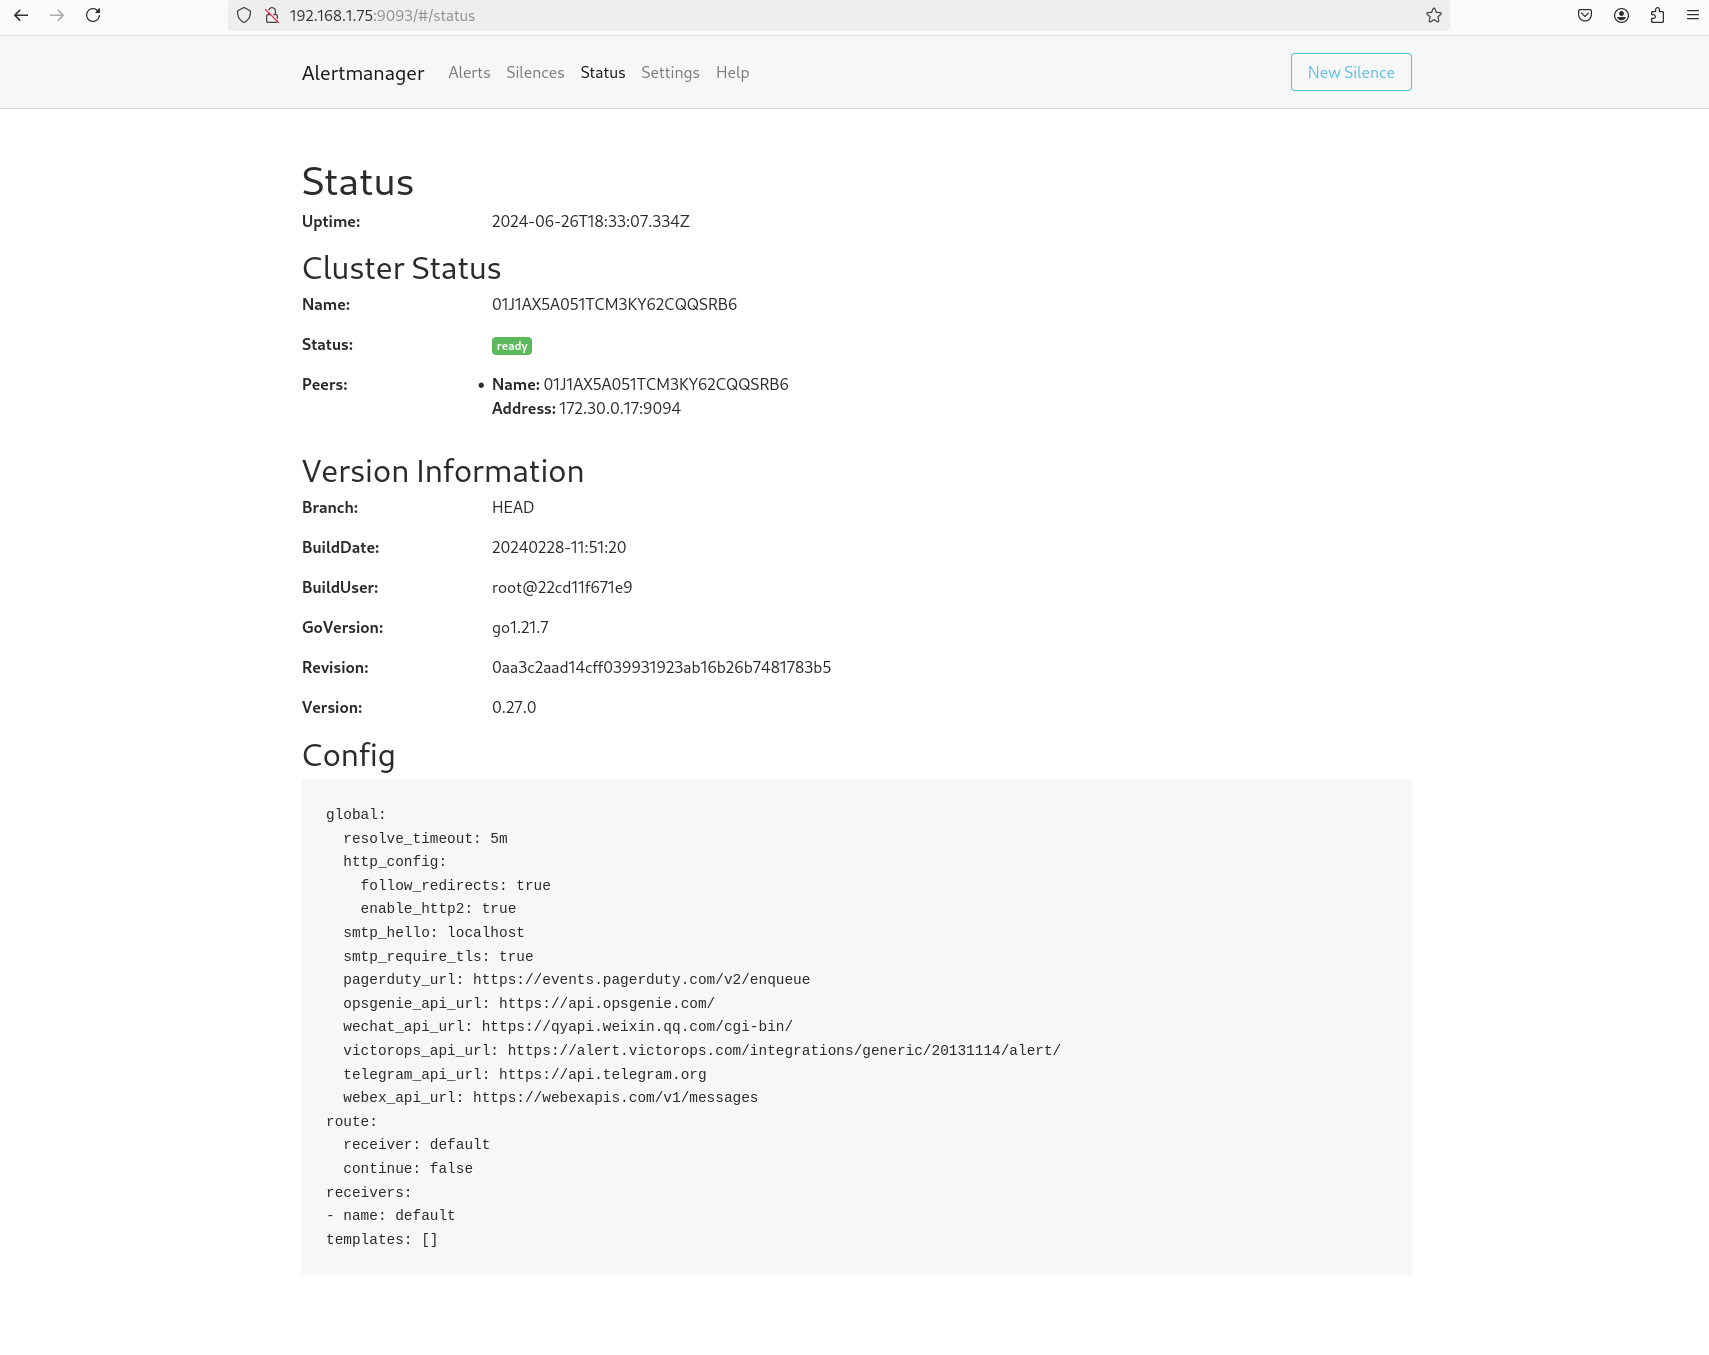 192.168.1.75:9093/#/status
Alertmanager Alerts Silences Status Settings Help New Silence
Status
Uptime: 2024-06-26T18:33:07.334Z
Cluster Status
Name: 01J1AX5A051TCM3KY62CQQSRB6
Status: ready
Peers: • Name: 01J1AX5A051TCM3KY62CQQSRB6
Address: 172.30.0.17:9094
Version Information
Branch: HEAD
BuildDate: 20240228-11:51:20
BuildUser: root@22cd11f671e9
GoVersion: go1.21.7
Revision: 0aa3c2aad14cff039931923ab16b26b7481783b5
Version: 0.27.0
Config
global:
  resolve_timeout: 5m
  http_config:
    follow_redirects: true
    enable_http2: true
  smtp_hello: localhost
  smtp_require_tls: true
  pagerduty_url: https://events.pagerduty.com/v2/enqueue
  opsgenie_api_url: https://api.opsgenie.com/
  wechat_api_url: https://qyapi.weixin.qq.com/cgi-bin/
  victorops_api_url: https://alert.victorops.com/integrations/generic/20131114/alert/
  telegram_api_url: https://api.telegram.org
  webex_api_url: https://webexapis.com/v1/messages
route:
  receiver: default
  continue: false
receivers:
- name: default
templates: []